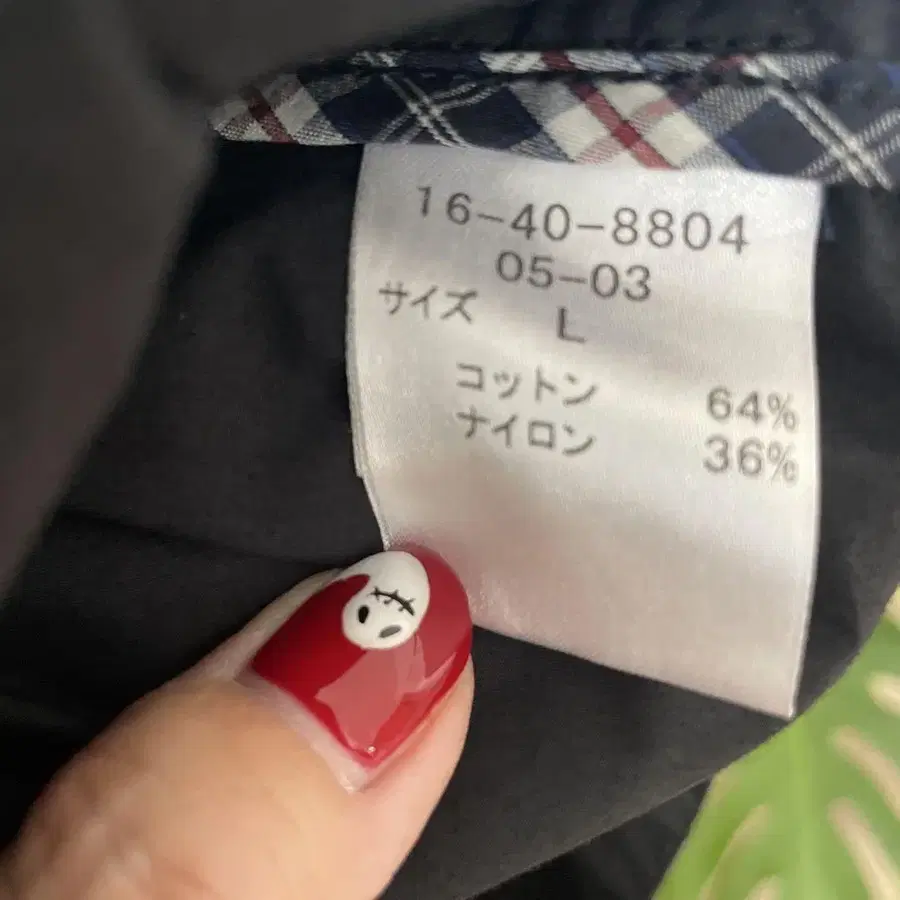 16-40-8804
05-03
サイズ L
コットン 64%
ナイロン 36%